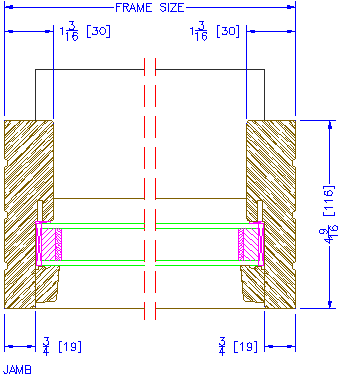 FRAME SIZE
1 3/16 [30]
1 3/16 [30]
4 9/16 [116]
3/4 [19]
3/4 [19]
JAMB